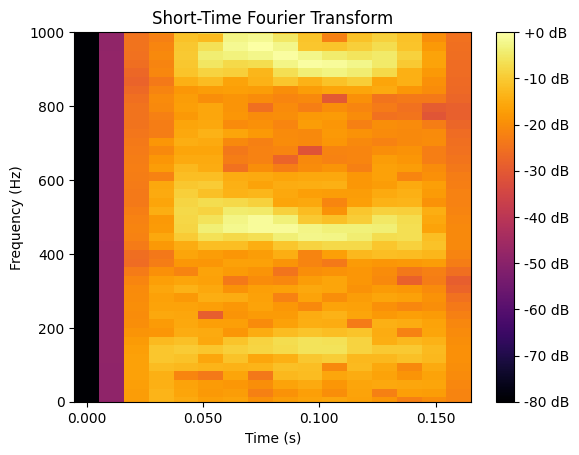 Short-Time Fourier Transform
Frequency (Hz)
1000
800
600
400
200
0
0.000
0.050
0.100
0.150
Time (s)
+0 dB
-10 dB
-20 dB
-30 dB
-40 dB
-50 dB
-60 dB
-70 dB
-80 dB